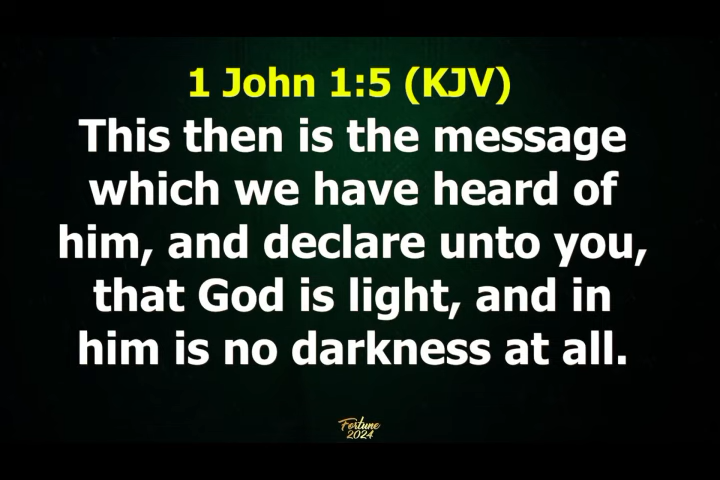 1 John 1:5 (KJV)
This then is the message
which we have heard of
him, and declare unto you,
that God is light, and in
him is no darkness at all.
Fortune
2024